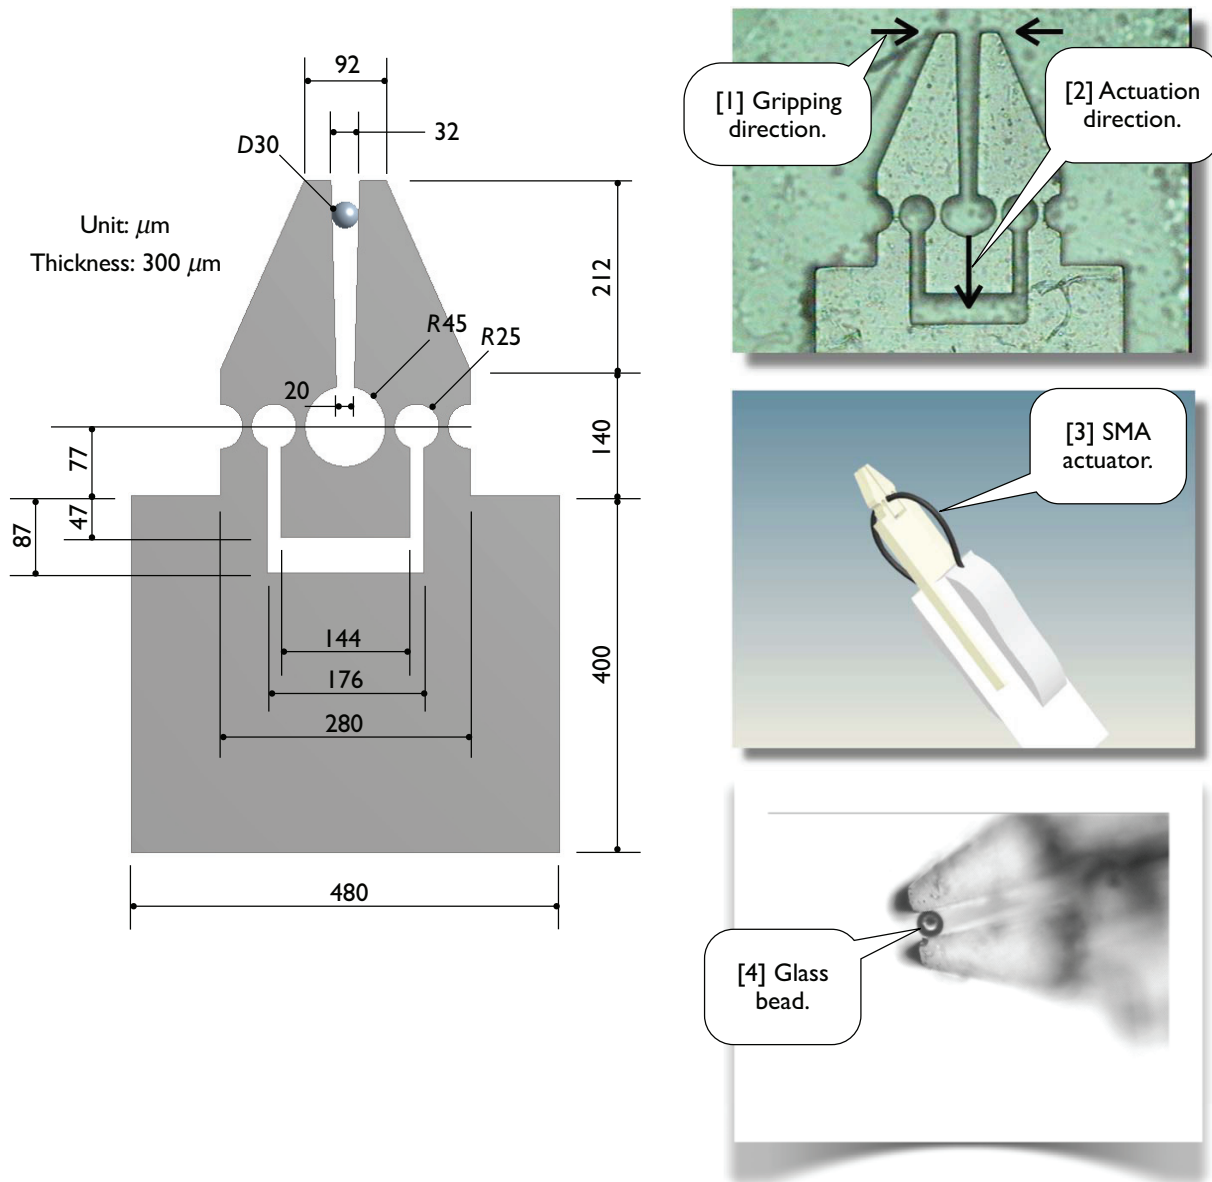 92
32
D30
Unit: μm
Thickness: 300 μm
212
R45
R25
20
77
140
47
87
144
176
280
400
480
[1] Gripping
direction.
[2] Actuation
direction.
[3] SMA
actuator.
[4] Glass
bead.